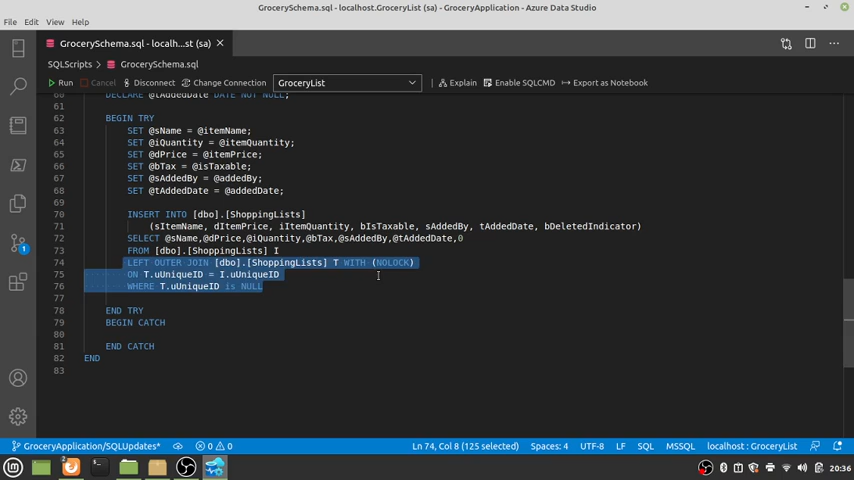 GrocerySchema.sql - localhost.GroceryList (sa) - GroceryApplication - Azure Data Studio
File Edit View Help
GrocerySchema.sql - localh...st (sa)
SQLScripts > GrocerySchema.sql
Run Cancel Disconnect Change Connection GroceryList Explain Enable SQLCMD Export as Notebook
60 DECLARE @tAddedDate DATE NOT NULL;
61
62 BEGIN TRY
63 SET @sName = @itemName;
64 SET @iQuantity = @itemQuantity;
65 SET @dPrice = @itemPrice;
66 SET @bTax = @isTaxable;
67 SET @sAddedBy = @addedBy;
68 SET @tAddedDate = @addedDate;
69
70 INSERT INTO [dbo].[ShoppingLists]
71 (sItemName, dItemPrice, iItemQuantity, bIsTaxable, sAddedBy, tAddedDate, bDeletedIndicator)
72 SELECT @sName,@dPrice,@iQuantity,@bTax,@sAddedBy,@tAddedDate,0
73 FROM [dbo].[ShoppingLists] I
74 LEFT OUTER JOIN [dbo].[ShoppingLists] T WITH (NOLOCK)
75 ON T.uUniqueID = I.uUniqueID
76 WHERE T.uUniqueID is NULL
77
78 END TRY
79 BEGIN CATCH
80
81 END CATCH
82 END
83
1
GroceryApplication/SQLUpdates* 0 0 Ln 74, Col 8 (125 selected) Spaces: 4 UTF-8 LF SQL MSSQL localhost : GroceryList
2 20:36